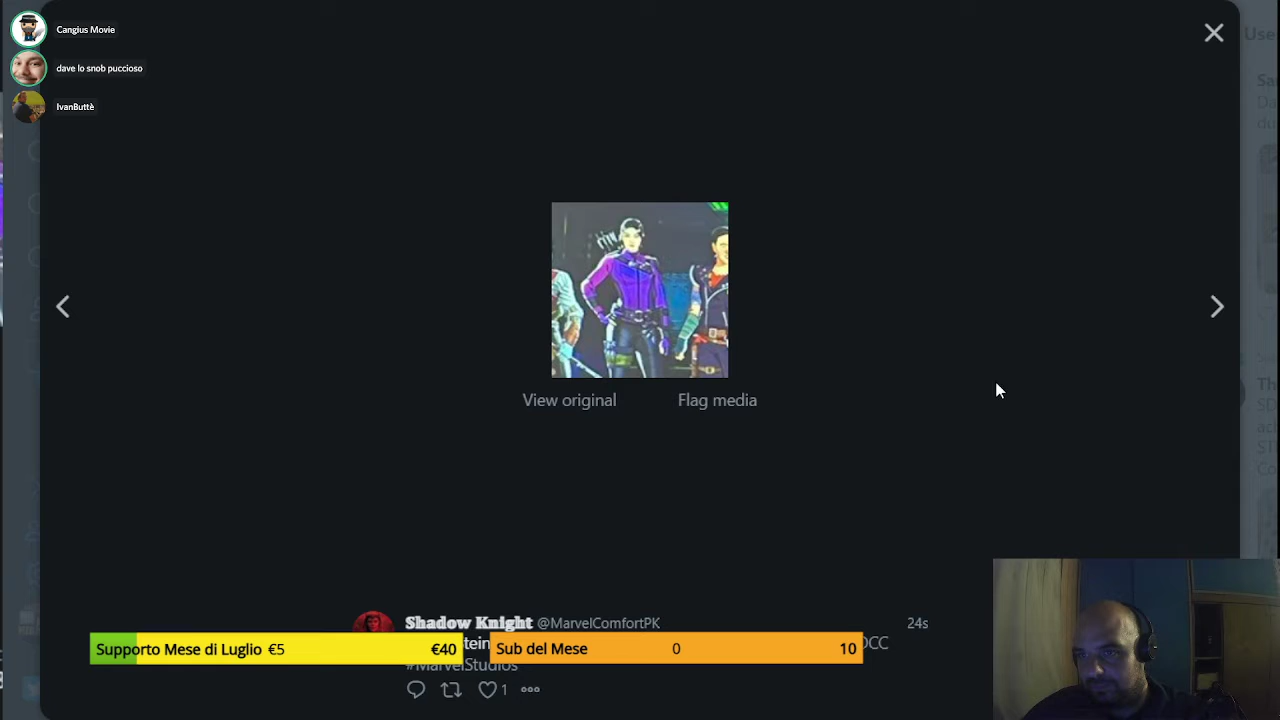 Cangius Movie
dave lo snob puccioso
IvanButtè
View original
Flag media
Shadow Knight @MarvelComfortPK 24s
Supporto Mese di Luglio €5 €40
Sub del Mese 0 10
#MarvelStudios
1